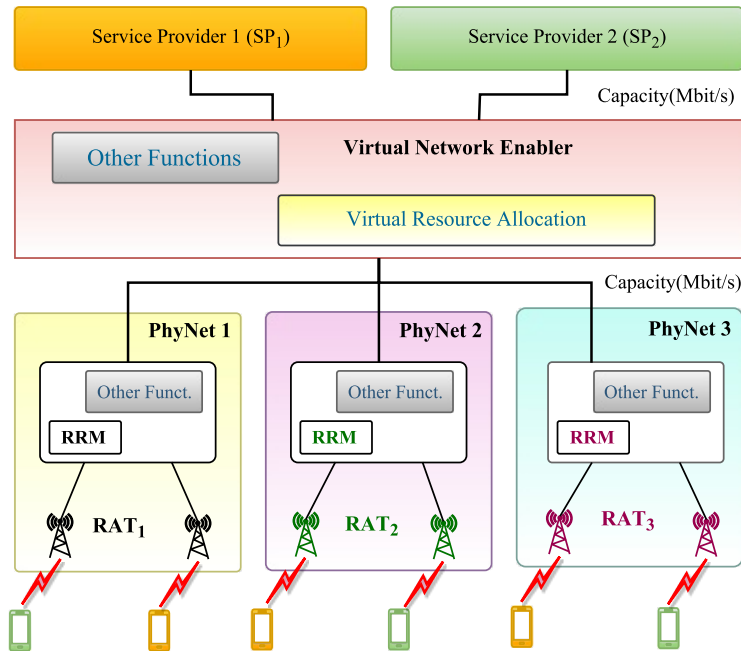 Service Provider 1 (SP₁)
Service Provider 2 (SP₂)
Capacity(Mbit/s)
Virtual Network Enabler
Other Functions
Virtual Resource Allocation
Capacity(Mbit/s)
PhyNet 1
PhyNet 2
PhyNet 3
Other Funct.
Other Funct.
Other Funct.
RRM
RRM
RRM
RAT₁
RAT₂
RAT₃